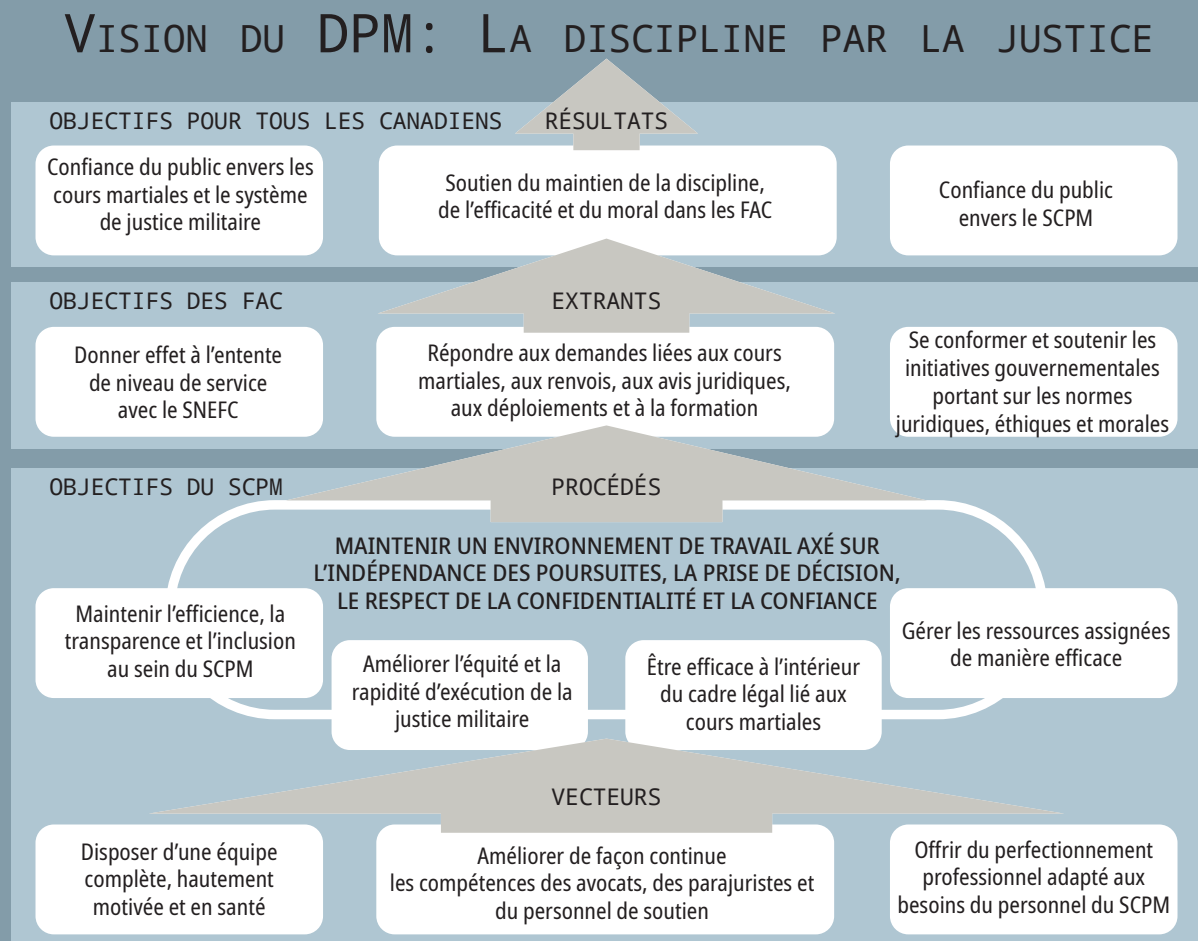 Vision du DPM: La discipline par la justice
OBJECTIFS POUR TOUS LES CANADIENS
RÉSULTATS
Confiance du public envers les
cours martiales et le système
de justice militaire
Soutien du maintien de la discipline,
de l’efficacité et du moral dans les FAC
Confiance du public
envers le SCPM
OBJECTIFS DES FAC
EXTRANTS
Donner effet à l’entente
de niveau de service
avec le SNEFC
Répondre aux demandes liées aux cours
martiales, aux renvois, aux avis juridiques,
aux déploiements et à la formation
Se conformer et soutenir les
initiatives gouvernementales
portant sur les normes
juridiques, éthiques et morales
OBJECTIFS DU SCPM
PROCÉDÉS
MAINTENIR UN ENVIRONNEMENT DE TRAVAIL AXÉ SUR
L’INDÉPENDANCE DES POURSUITES, LA PRISE DE DÉCISION,
LE RESPECT DE LA CONFIDENTIALITÉ ET LA CONFIANCE
Maintenir l’efficience, la
transparence et l’inclusion
au sein du SCPM
Améliorer l’équité et la
rapidité d’exécution de la
justice militaire
Être efficace à l’intérieur
du cadre légal lié aux
cours martiales
Gérer les ressources assignées
de manière efficace
VECTEURS
Disposer d’une équipe
complète, hautement
motivée et en santé
Améliorer de façon continue
les compétences des avocats, des parajuristes et
du personnel de soutien
Offrir du perfectionnement
professionnel adapté aux
besoins du personnel du SCPM